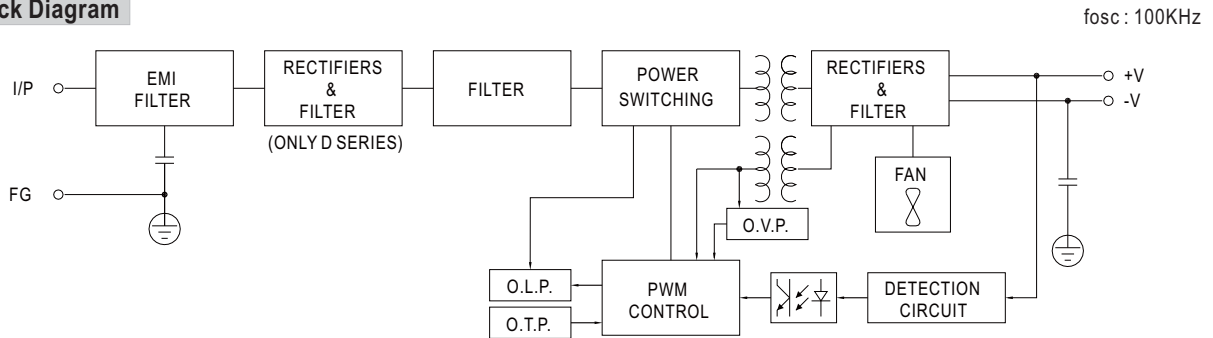 ck Diagram
fosc : 100KHz
I/P
EMI
FILTER
RECTIFIERS
&
FILTER
(ONLY D SERIES)
FILTER
POWER
SWITCHING
RECTIFIERS
&
FILTER
+V
-V
FG
FAN
O.V.P.
O.L.P.
O.T.P.
PWM
CONTROL
DETECTION
CIRCUIT